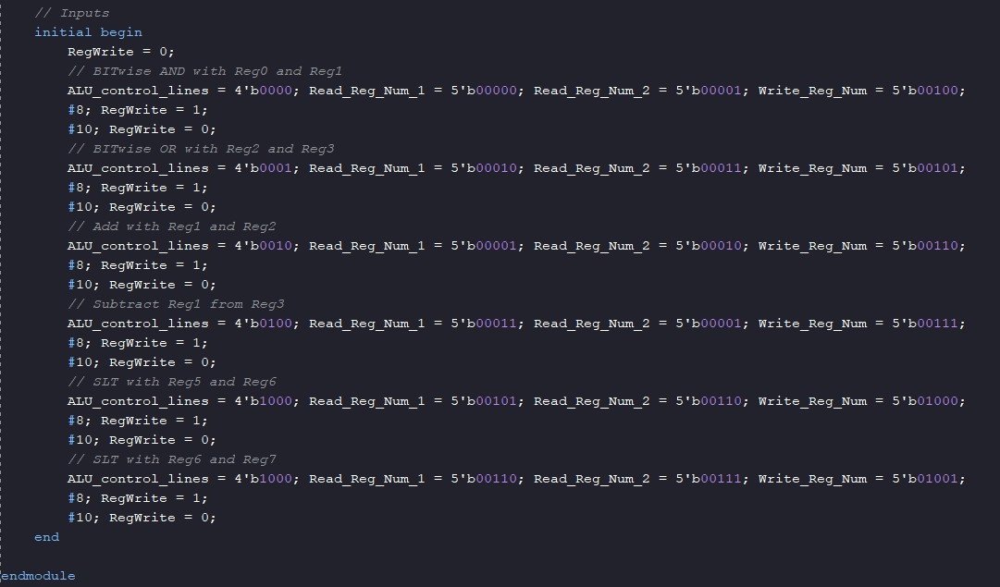 // Inputs
initial begin
RegWrite = 0;
// BITwise AND with Reg0 and Reg1
ALU_control_lines = 4'b0000; Read_Reg_Num_1 = 5'b00000; Read_Reg_Num_2 = 5'b00001; Write_Reg_Num = 5'b00100;
#8; RegWrite = 1;
#10; RegWrite = 0;
// BITwise OR with Reg2 and Reg3
ALU_control_lines = 4'b0001; Read_Reg_Num_1 = 5'b00010; Read_Reg_Num_2 = 5'b00011; Write_Reg_Num = 5'b00101;
#8; RegWrite = 1;
#10; RegWrite = 0;
// Add with Reg1 and Reg2
ALU_control_lines = 4'b0010; Read_Reg_Num_1 = 5'b00001; Read_Reg_Num_2 = 5'b00010; Write_Reg_Num = 5'b00110;
#8; RegWrite = 1;
#10; RegWrite = 0;
// Subtract Reg1 from Reg3
ALU_control_lines = 4'b0100; Read_Reg_Num_1 = 5'b00011; Read_Reg_Num_2 = 5'b00001; Write_Reg_Num = 5'b00111;
#8; RegWrite = 1;
#10; RegWrite = 0;
// SLT with Reg5 and Reg6
ALU_control_lines = 4'b1000; Read_Reg_Num_1 = 5'b00101; Read_Reg_Num_2 = 5'b00110; Write_Reg_Num = 5'b01000;
#8; RegWrite = 1;
#10; RegWrite = 0;
// SLT with Reg6 and Reg7
ALU_control_lines = 4'b1000; Read_Reg_Num_1 = 5'b00110; Read_Reg_Num_2 = 5'b00111; Write_Reg_Num = 5'b01001;
#8; RegWrite = 1;
#10; RegWrite = 0;
end
endmodule